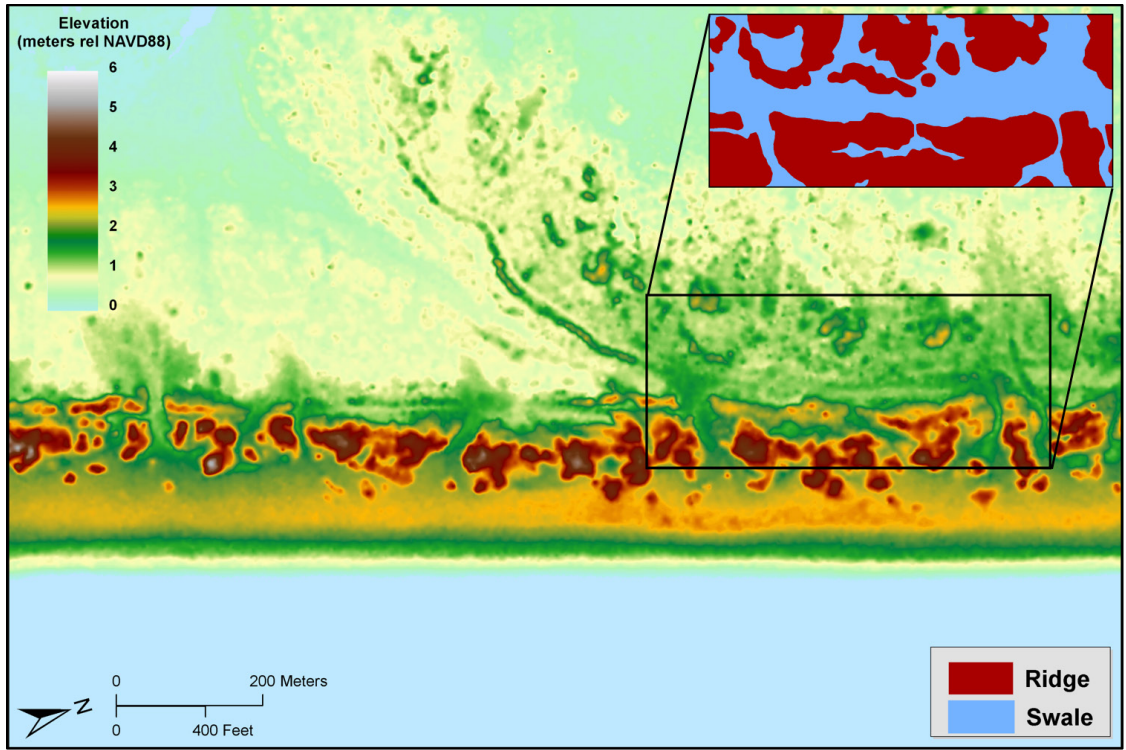 Elevation
(meters rel NAVD88)
6
5
4
3
2
1
0
0 200 Meters
0 400 Feet
N
Ridge
Swale